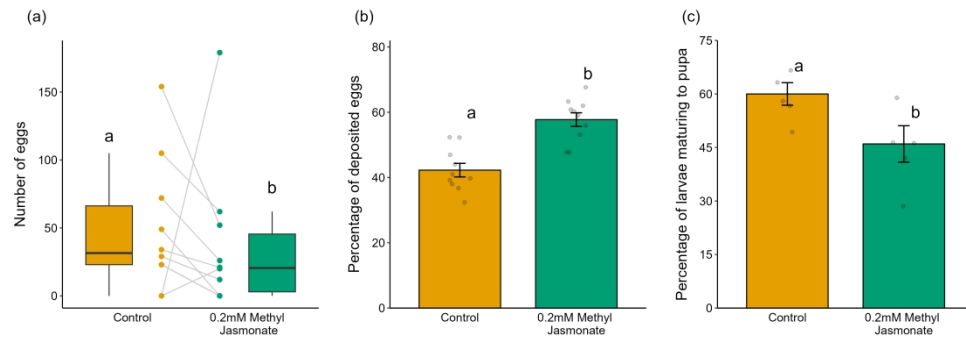 (a)
Number of eggs
150
100
50
0
a
b
Control
0.2mM Methyl
Jasmonate
(b)
Percentage of deposited eggs
80
60
40
20
0
a
b
Control
0.2mM Methyl
Jasmonate
(c)
Percentage of larvae maturing to pupa
75
60
45
30
15
0
a
b
Control
0.2mM Methyl
Jasmonate